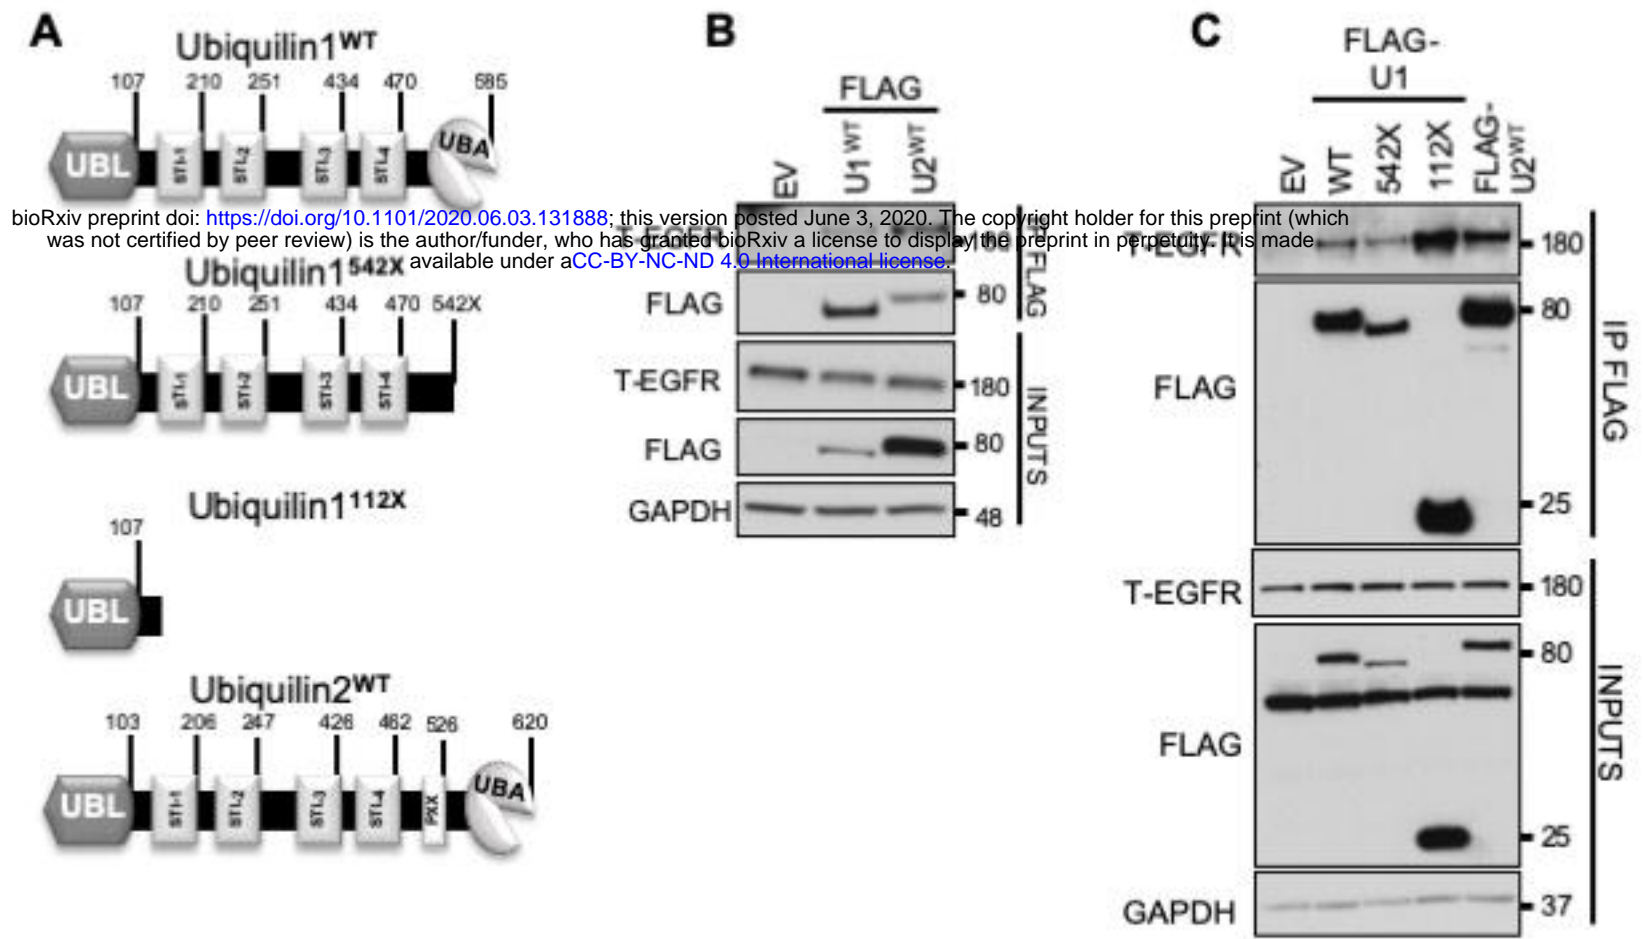 A
Ubiquilin1WT
107 210 251 434 470 585
UBL STI-1 STI-2 STI-3 STI-4 UBA
bioRxiv preprint doi: https://doi.org/10.1101/2020.06.03.131888; this version posted June 3, 2020. The copyright holder for this preprint (which
was not certified by peer review) is the author/funder, who has granted bioRxiv a license to display the preprint in perpetuity. It is made
available under aCC-BY-NC-ND 4.0 International license.
Ubiquilin1542X
107 210 251 434 470 542X
UBL STI-1 STI-2 STI-3 STI-4
Ubiquilin1112X
107
UBL
Ubiquilin2WT
103 206 247 426 462 526 620
UBL STI-1 STI-2 STI-3 STI-4 PXX UBA
B
FLAG
EV U1WT U2WT
T-EGFR
FLAG 80
IP FLAG
T-EGFR 180
FLAG 80
GAPDH 48
INPUTS
C
FLAG-
U1
EV WT 542X 112X FLAG-
U2WT
T-EGFR 180
80
FLAG
25
IP FLAG
T-EGFR 180
80
FLAG
25
GAPDH 37
INPUTS